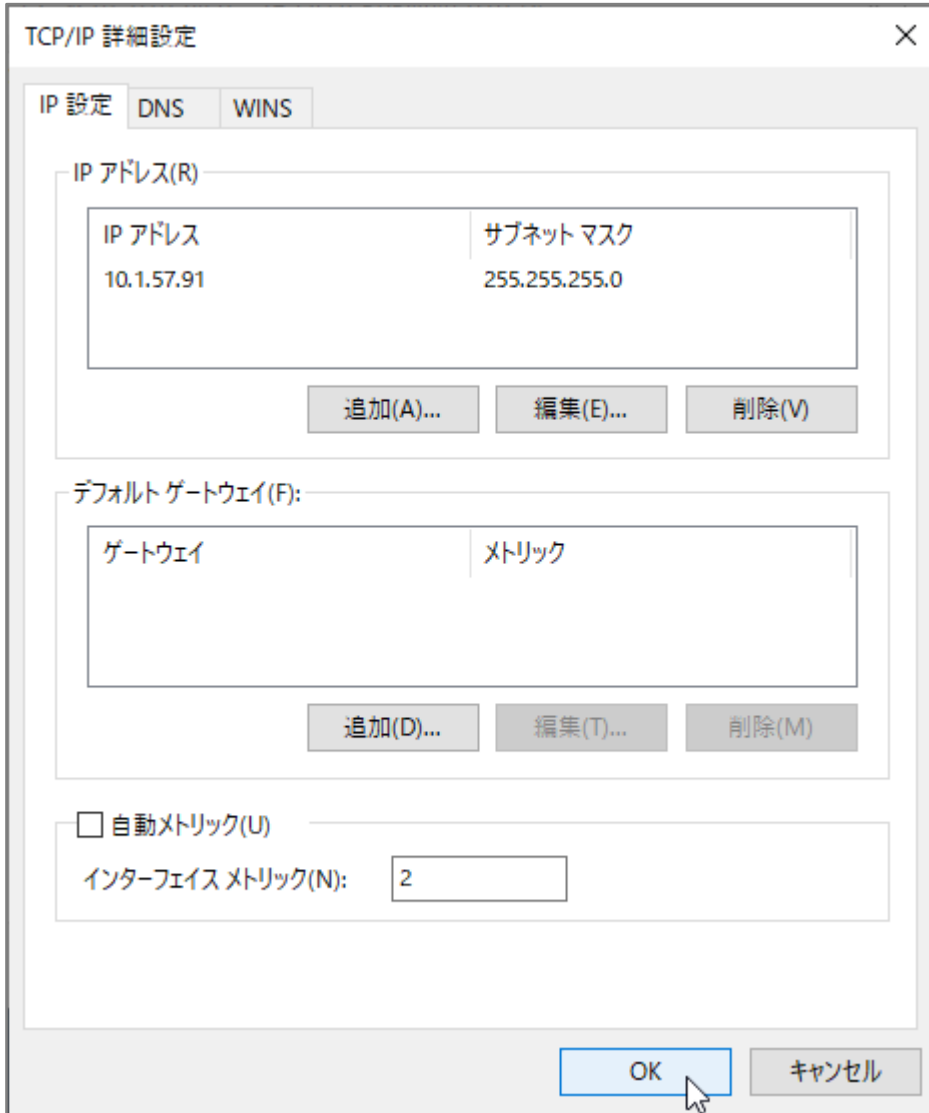 TCP/IP 詳細設定
IP 設定 DNS WINS
IP アドレス(R)
IP アドレス サブネット マスク
10.1.57.91 255.255.255.0
追加(A)... 編集(E)... 削除(V)
デフォルト ゲートウェイ(F):
ゲートウェイ メトリック
追加(D)... 編集(T)... 削除(M)
自動メトリック(U)
インターフェイス メトリック(N): 2
OK キャンセル